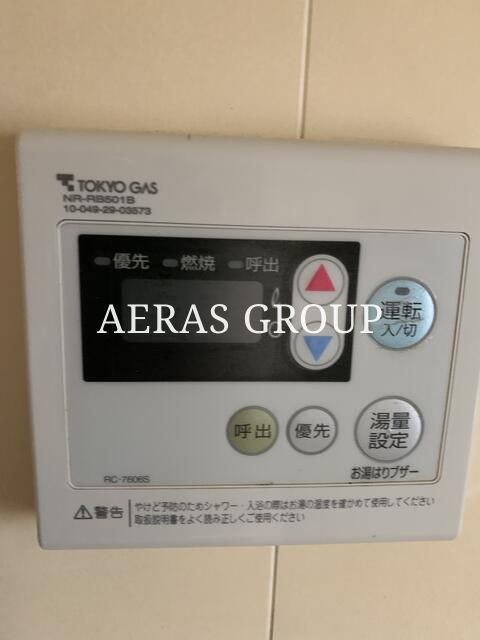 TOKYO GAS
NR-RB501B
10-049-29-03573
優先 燃焼 呼出
AERAS GROUP
運転
入/切
呼出 優先
湯量
設定
お湯はりブザー
RC-7606S
警告
やけど予防のためシャワー・入浴の際はお湯の温度を確かめて使用してください
取扱説明書をよく読み正しくご使用ください